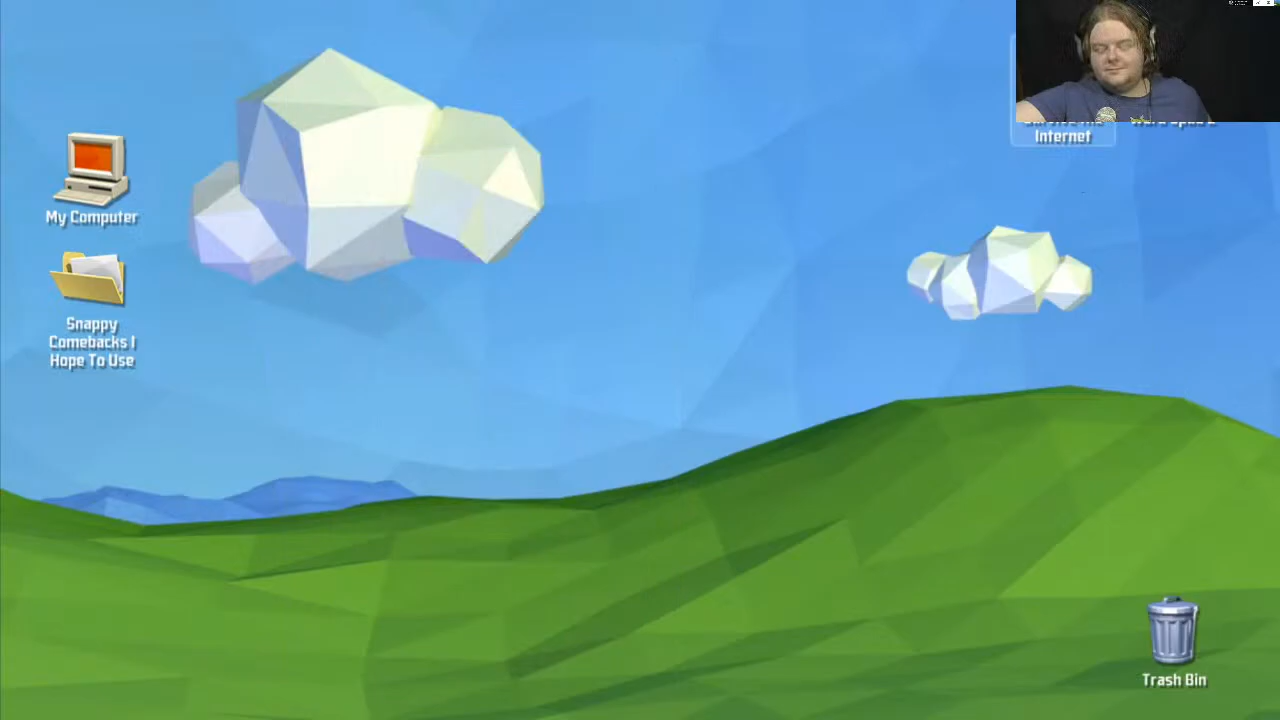 Internet
My Computer
Snappy
Comebacks I
Hope To Use
Trash Bin